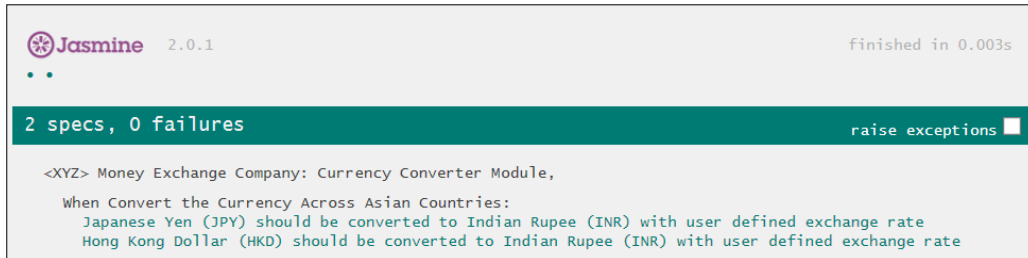 Jasmine 2.0.1 finished in 0.003s
2 specs, 0 failures raise exceptions
<XYZ> Money Exchange Company: Currency Converter Module,
When Convert the Currency Across Asian Countries:
Japanese Yen (JPY) should be converted to Indian Rupee (INR) with user defined exchange rate
Hong Kong Dollar (HKD) should be converted to Indian Rupee (INR) with user defined exchange rate